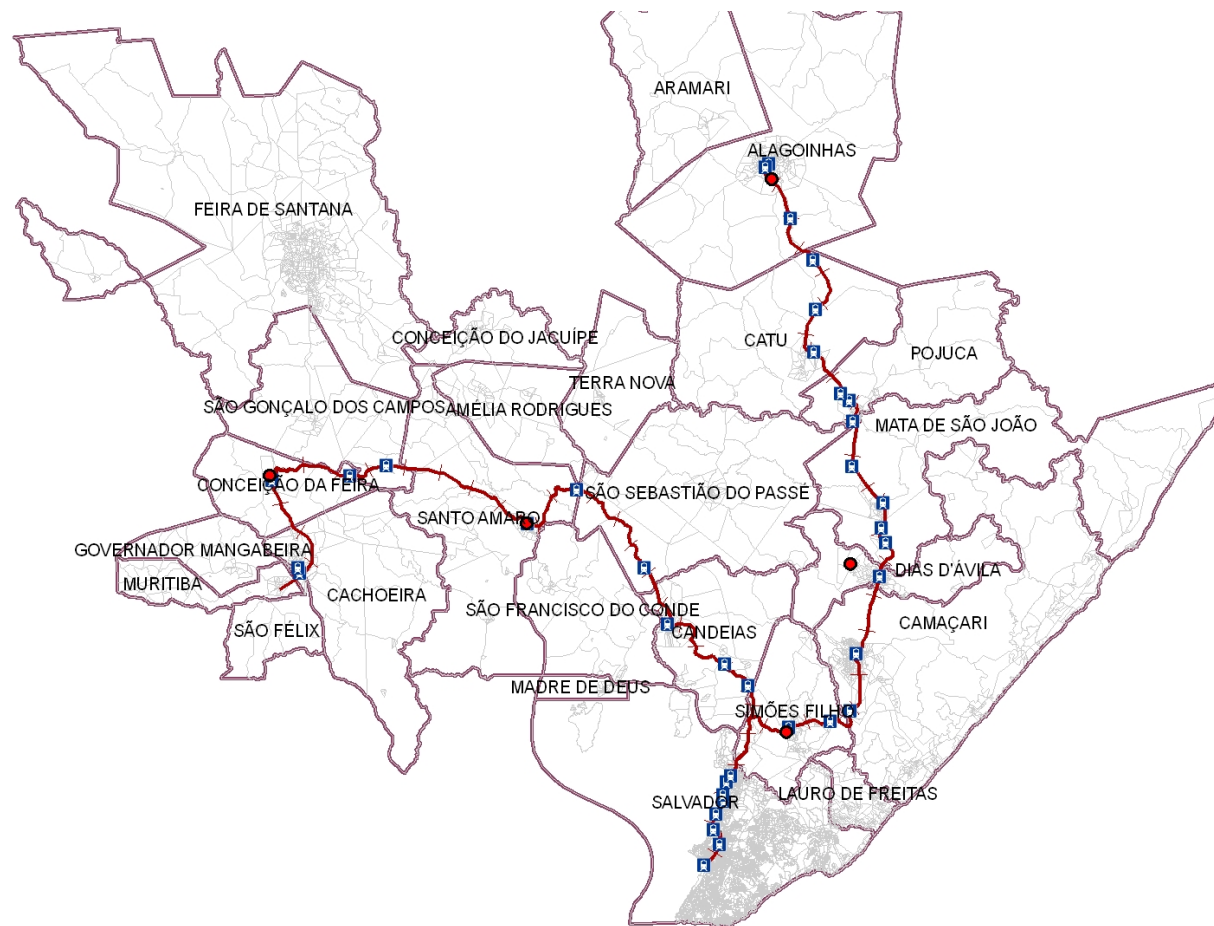 ARAMARI
ALAGOINHAS
FEIRA DE SANTANA
CONCEIÇÃO DO JACUÍPE
CATU
POJUCA
TERRA NOVA
SÃO GONÇALO DOS CAMPOS
AMÉLIA RODRIGUES
MATA DE SÃO JOÃO
CONCEIÇÃO DA FEIRA
SÃO SEBASTIÃO DO PASSÉ
SANTO AMARO
GOVERNADOR MANGABEIRA
DIAS D'ÁVILA
MURITIBA
CACHOEIRA
SÃO FRANCISCO DO CONDE
CAMAÇARI
SÃO FÉLIX
CANDEIAS
MADRE DE DEUS
SIMÕES FILHO
LAURO DE FREITAS
SALVADOR